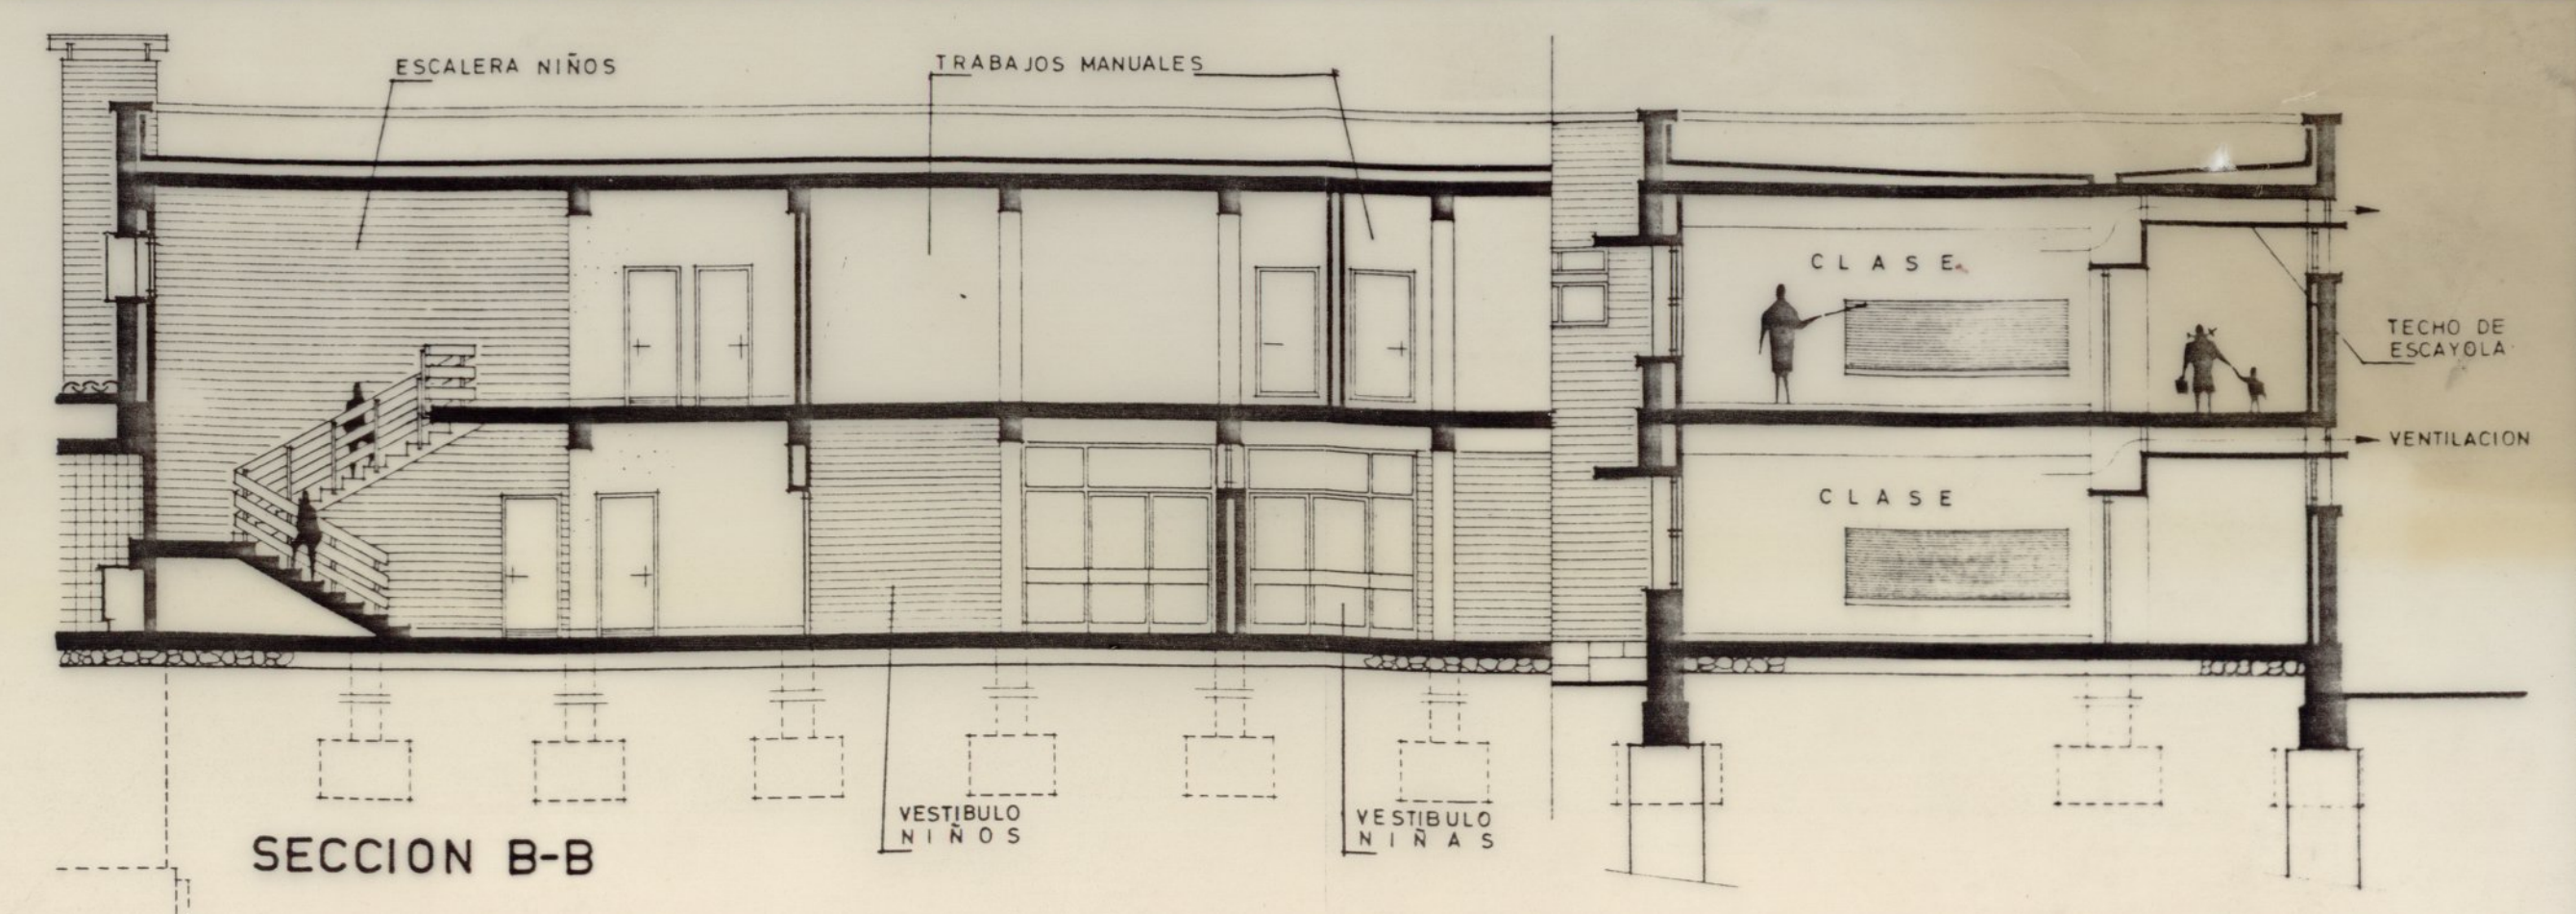 ESCALERA NIÑOS
TRABAJOS MANUALES
CLASE
TECHO DE
ESCAYOLA
VENTILACION
CLASE
VESTIBULO
NIÑOS
VESTIBULO
NIÑAS
SECCION B-B